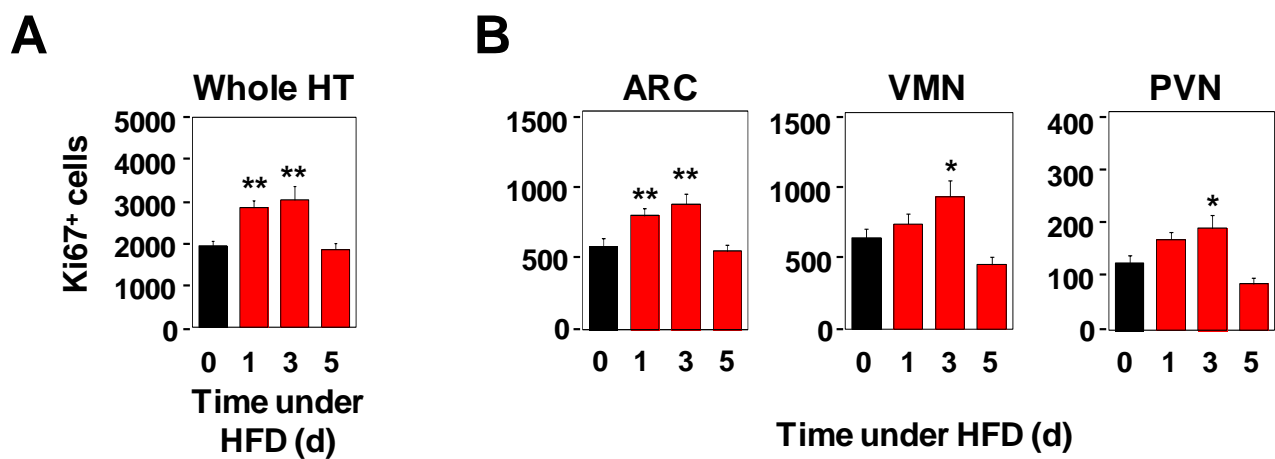 A
B
Whole HT
ARC
VMN
PVN
Ki67⁺ cells
5000
4000
3000
2000
1000
0
** **
0 1 3 5
Time under
HFD (d)
1500
1000
500
0
** **
0 1 3 5
1500
1000
500
0
*
0 1 3 5
400
300
200
100
0
*
0 1 3 5
Time under HFD (d)